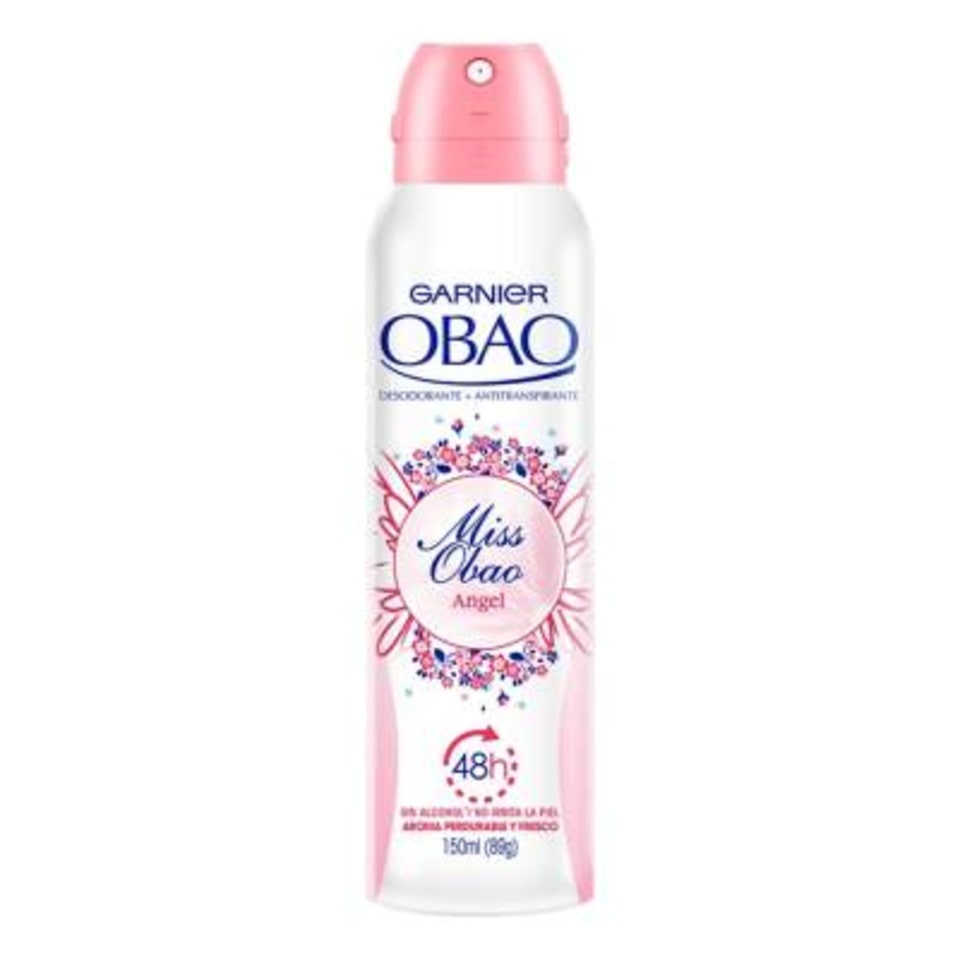 GARNIER
OBAO
DESODORANTE + ANTITRANSPIRANTE
Miss
Obao
Angel
48h
SIN ALCOHOL*/ NO IRRITA LA PIEL
AROMA PERDURABLE Y FRESCO
150ml (89g)